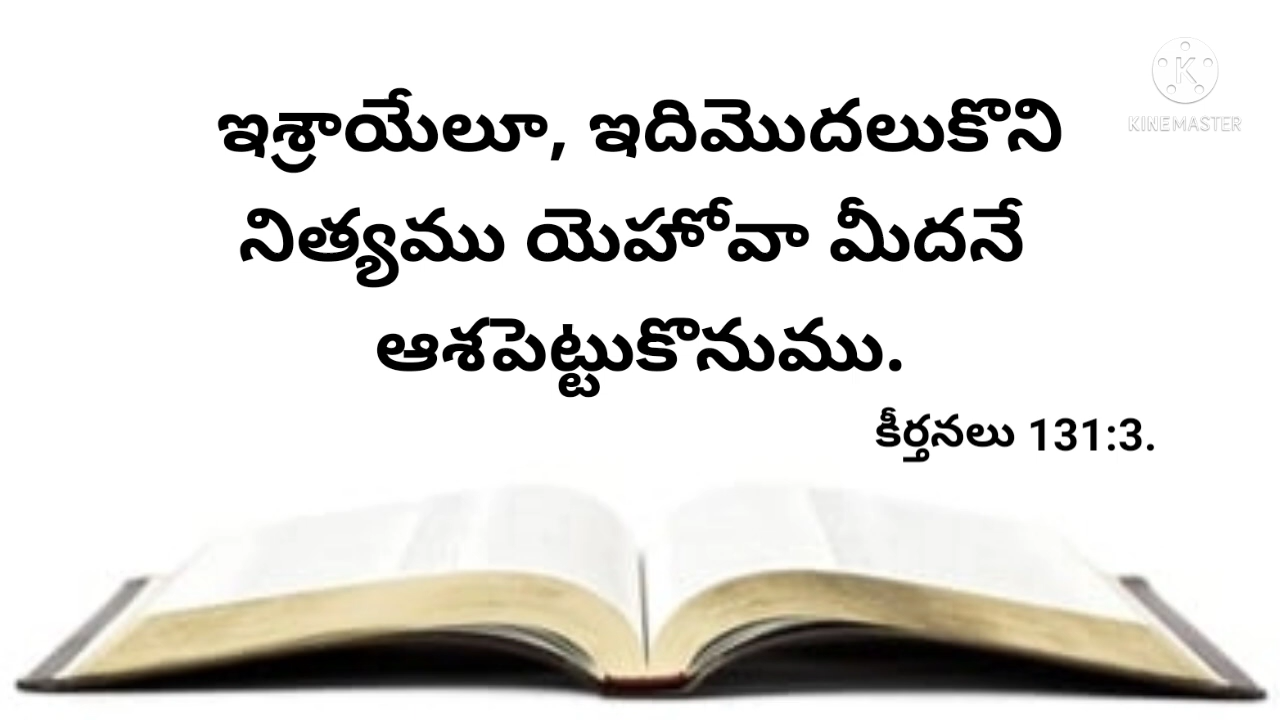 ఇశ్రాయేలూ, ఇదిమొదలుకొని
నిత్యము యెహోవా మీదనే
ఆశపెట్టుకొనుము.
కీర్తనలు 131:3.
K
KINEMASTER